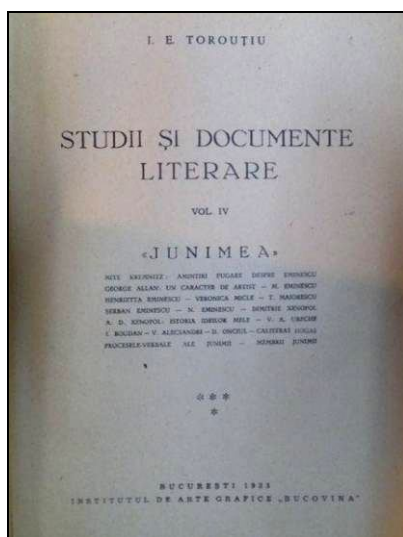 I. E. TOROUȚIU
STUDII ȘI DOCUMENTE
LITERARE
VOL. IV
«JUNIMEA»
MITE KREMNITZ: AMINTIRI FUGARE DESPRE EMINESCU
GEORGE ALLAN: UN CARACTER DE ARTIST — M. EMINESCU
HENRIETTA EMINESCU — VERONICA MICLE — T. MAIORESCU
ȘERBAN EMINESCU — N. EMINESCU — DIMITRIE XENOPOL
A. D. XENOPOL: ISTORIA IDEILOR MELE — V. A. URECHE
I. BOGDAN — V. ALECSANDRI — D. ONCIUL — CALISTRAT HOGAȘ
PROCESELE-VERBALE ALE JUNIMII — MEMBRII JUNIMII
BUCUREȘTI 1933
INSTITUTUL DE ARTE GRAFICE „BUCOVINA"